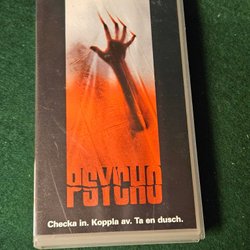 PSYCHO
Checka in. Koppla av. Ta en dusch.